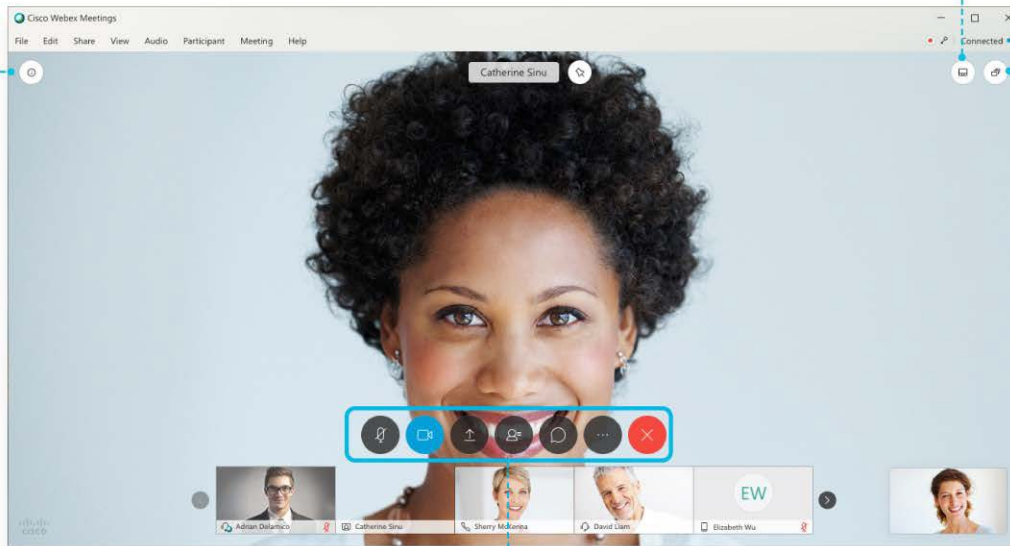 Cisco Webex Meetings
File Edit Share View Audio Participant Meeting Help
Connected
Catherine Sinu
EW
Adrian Delamico
Catherine Sinu
Sherry McKenna
David Liam
Elizabeth Wu
cisco